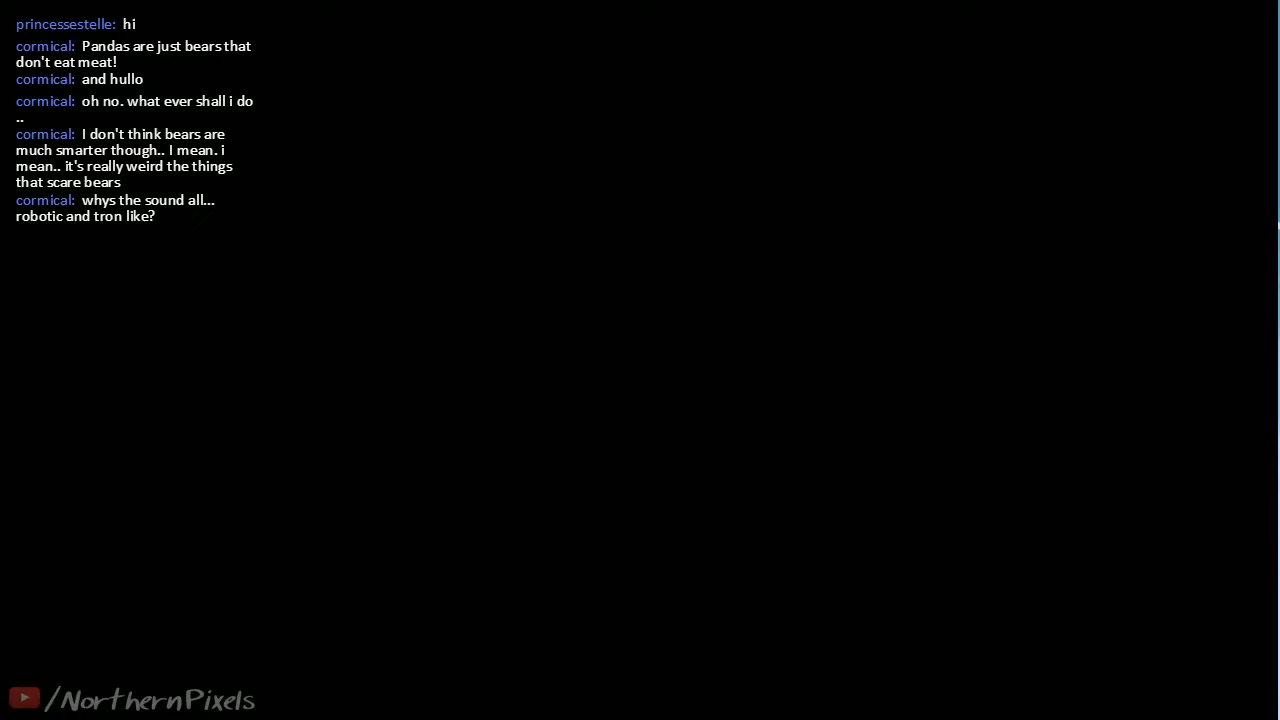 princessestelle: hi
cormical: Pandas are just bears that
don't eat meat!
cormical: and hullo
cormical: oh no. what ever shall i do
..
cormical: I don't think bears are
much smarter though.. I mean. i
mean.. it's really weird the things
that scare bears
cormical: whys the sound all...
robotic and tron like?
/NorthernPixels